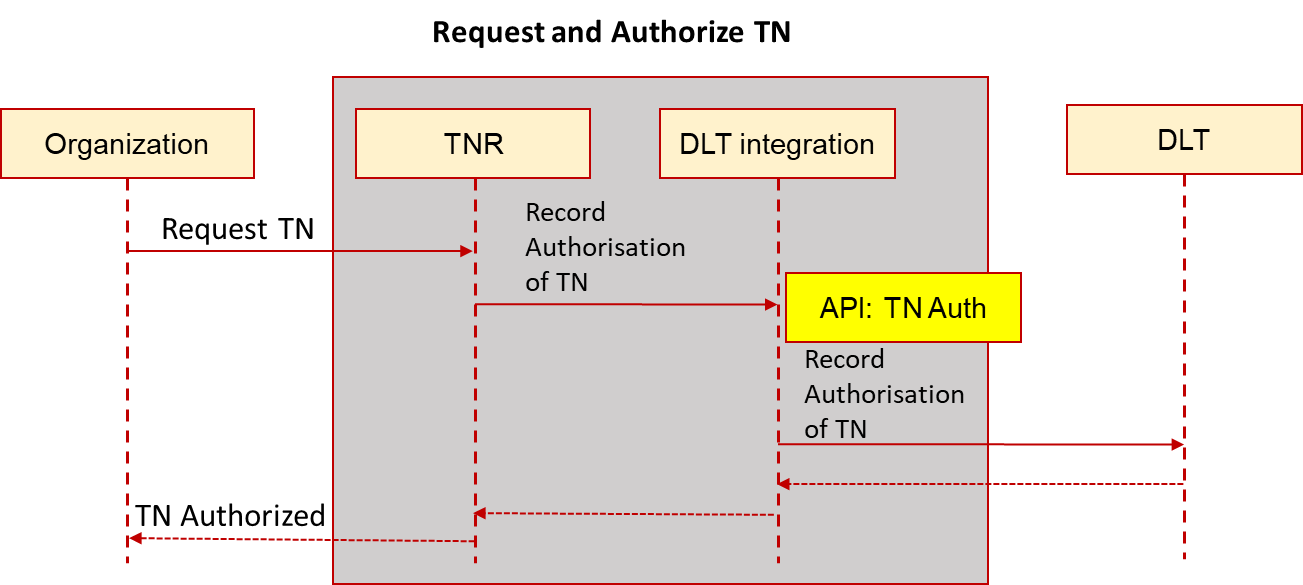 Request and Authorize TN
Organization
TNR
DLT integration
DLT
Request TN
Record
Authorisation
of TN
API: TN Auth
Record
Authorisation
of TN
TN Authorized